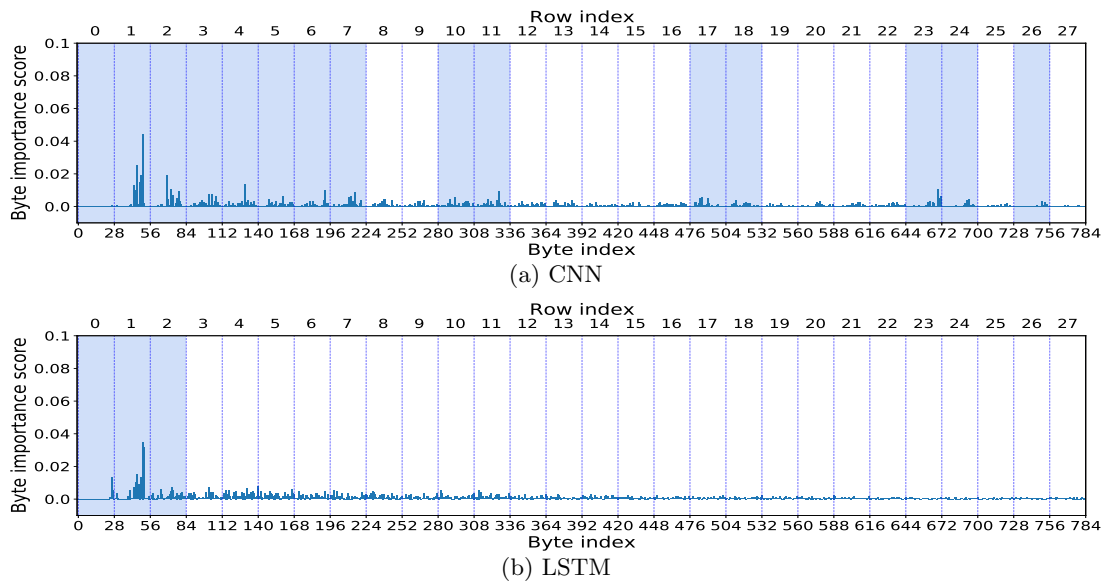 Row index
0 1 2 3 4 5 6 7 8 9 10 11 12 13 14 15 16 17 18 19 20 21 22 23 24 25 26 27
Byte importance score
0.1
0.08
0.06
0.04
0.02
0.0
0 28 56 84 112 140 168 196 224 252 280 308 336 364 392 420 448 476 504 532 560 588 616 644 672 700 728 756 784
Byte index
(a) CNN
Row index
0 1 2 3 4 5 6 7 8 9 10 11 12 13 14 15 16 17 18 19 20 21 22 23 24 25 26 27
Byte importance score
0.1
0.08
0.06
0.04
0.02
0.0
0 28 56 84 112 140 168 196 224 252 280 308 336 364 392 420 448 476 504 532 560 588 616 644 672 700 728 756 784
Byte index
(b) LSTM